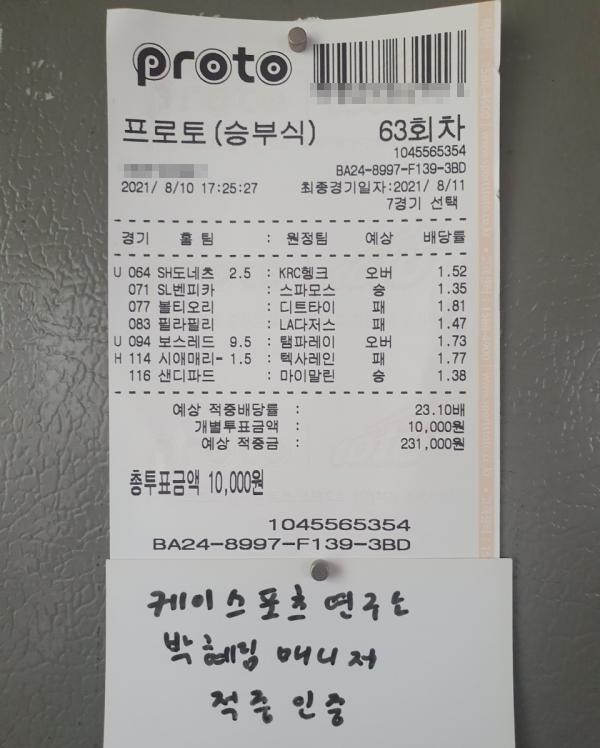 proto
프로토(승부식) 63회차
1045565354
BA24-8997-F139-3BD
2021/ 8/10 17:25:27 최종경기일자:2021/ 8/11
7경기 선택
경기 홈 팀 : 원정팀 예상 배당률
U 064 SH도네츠 2.5 : KRC헹크 오버 1.52
071 SL벤피카 : 스파모스 승 1.35
077 볼티오리 : 디트타이 패 1.81
083 필라필리 : LA다저스 패 1.47
U 094 보스레드 9.5 : 탬파레이 오버 1.73
H 114 시애매리- 1.5 : 텍사레인 패 1.77
116 샌디파드 : 마이말린 승 1.38
예상 적중배당률 : 23.10배
개별투표금액 : 10,000원
예상 적중금 : 231,000원
총투표금액 10,000원
1045565354
BA24-8997-F139-3BD
케이스포츠 연구소
박혜림 매니저
적중 인증